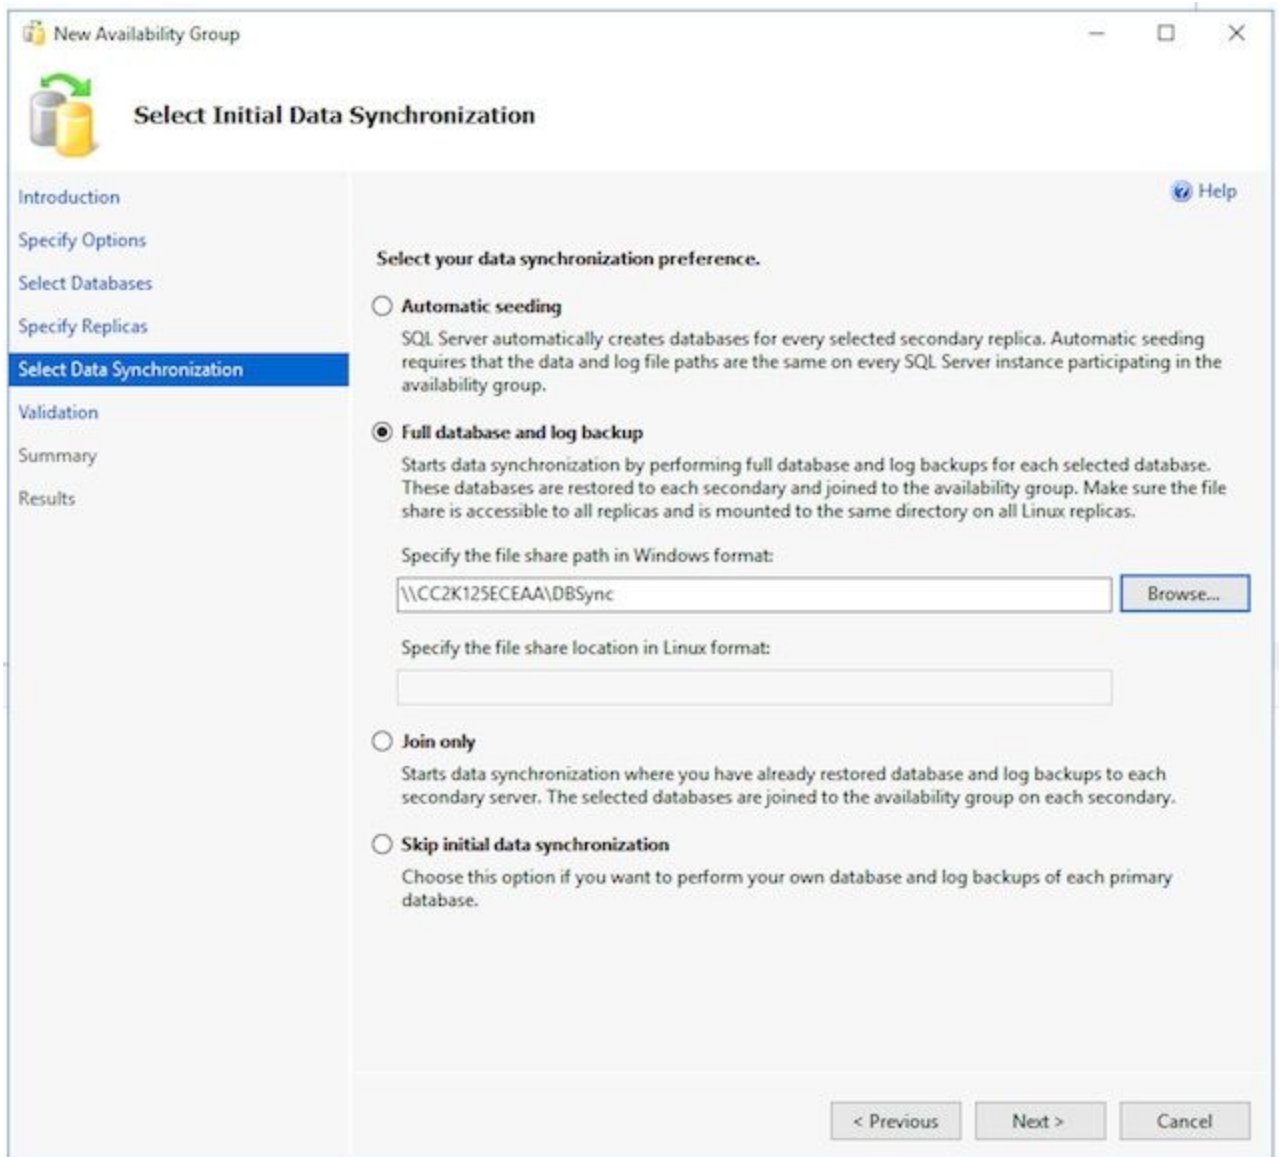 New Availability Group
Select Initial Data Synchronization
Introduction
Specify Options
Select Databases
Specify Replicas
Select Data Synchronization
Validation
Summary
Results
Help
Select your data synchronization preference.
Automatic seeding
SQL Server automatically creates databases for every selected secondary replica. Automatic seeding
requires that the data and log file paths are the same on every SQL Server instance participating in the
availability group.
Full database and log backup
Starts data synchronization by performing full database and log backups for each selected database.
These databases are restored to each secondary and joined to the availability group. Make sure the file
share is accessible to all replicas and is mounted to the same directory on all Linux replicas.
Specify the file share path in Windows format:
\\CC2K125ECEAA\DBSync
Browse...
Specify the file share location in Linux format:
Join only
Starts data synchronization where you have already restored database and log backups to each
secondary server. The selected databases are joined to the availability group on each secondary.
Skip initial data synchronization
Choose this option if you want to perform your own database and log backups of each primary
database.
< Previous
Next >
Cancel